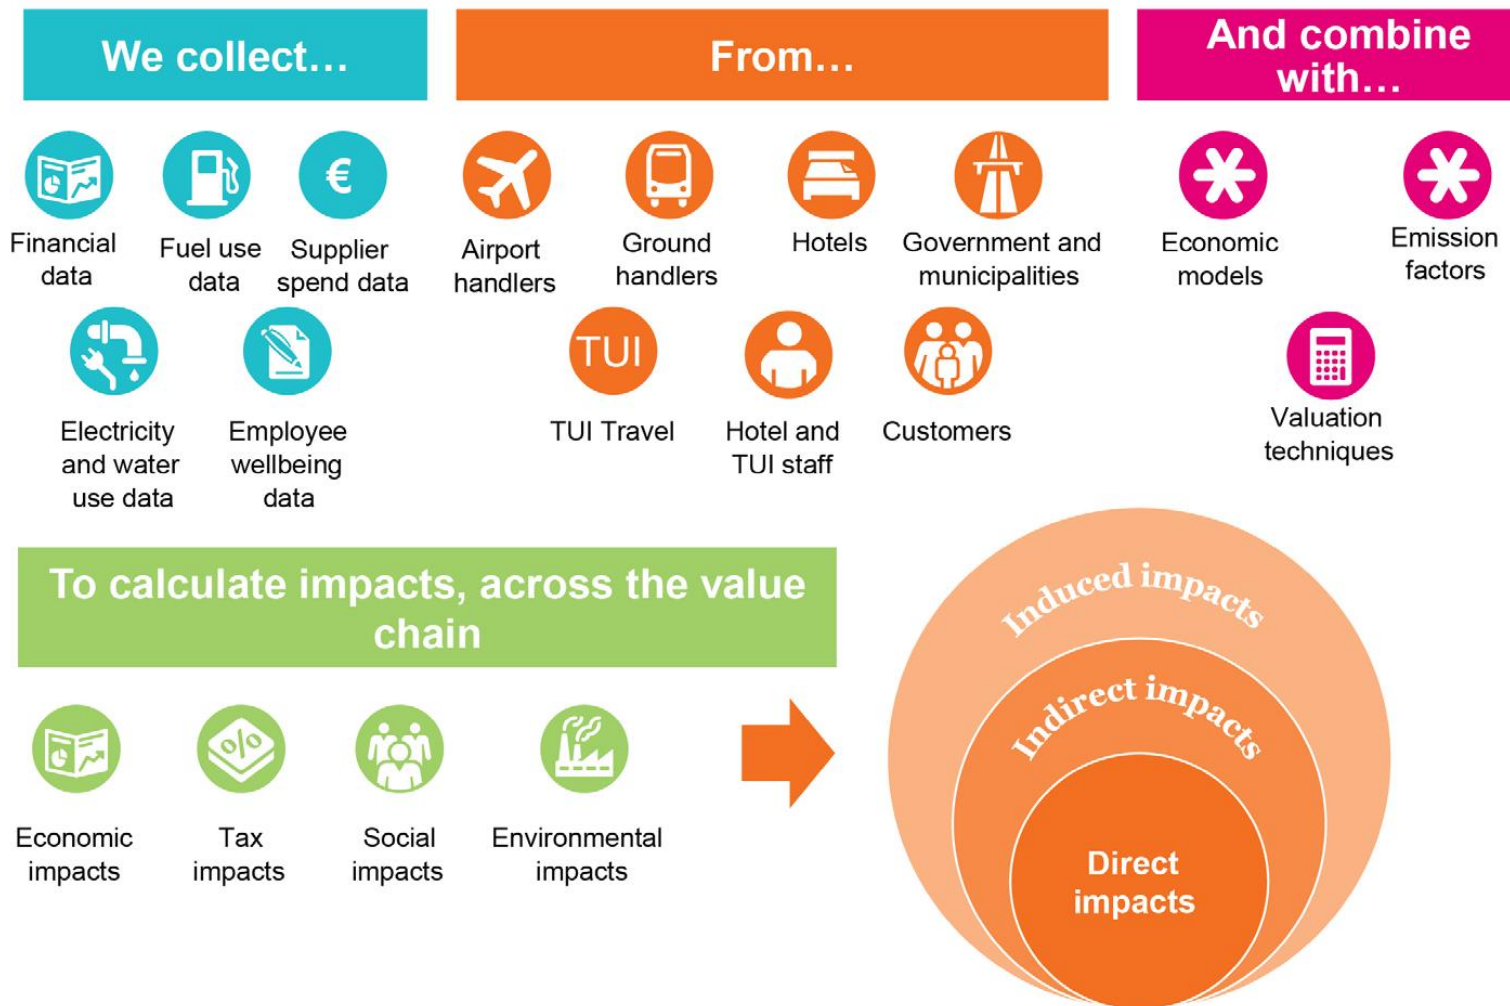 We collect...
From...
And combine
with...
€
Financial
data
Fuel use
data
Supplier
spend data
Airport
handlers
Ground
handlers
Hotels
Government and
municipalities
Economic
models
Emission
factors
TUI
Electricity
and water
use data
Employee
wellbeing
data
TUI Travel
Hotel and
TUI staff
Customers
Valuation
techniques
To calculate impacts, across the value
chain
%
Economic
impacts
Tax
impacts
Social
impacts
Environmental
impacts
Induced impacts
Indirect impacts
Direct
impacts